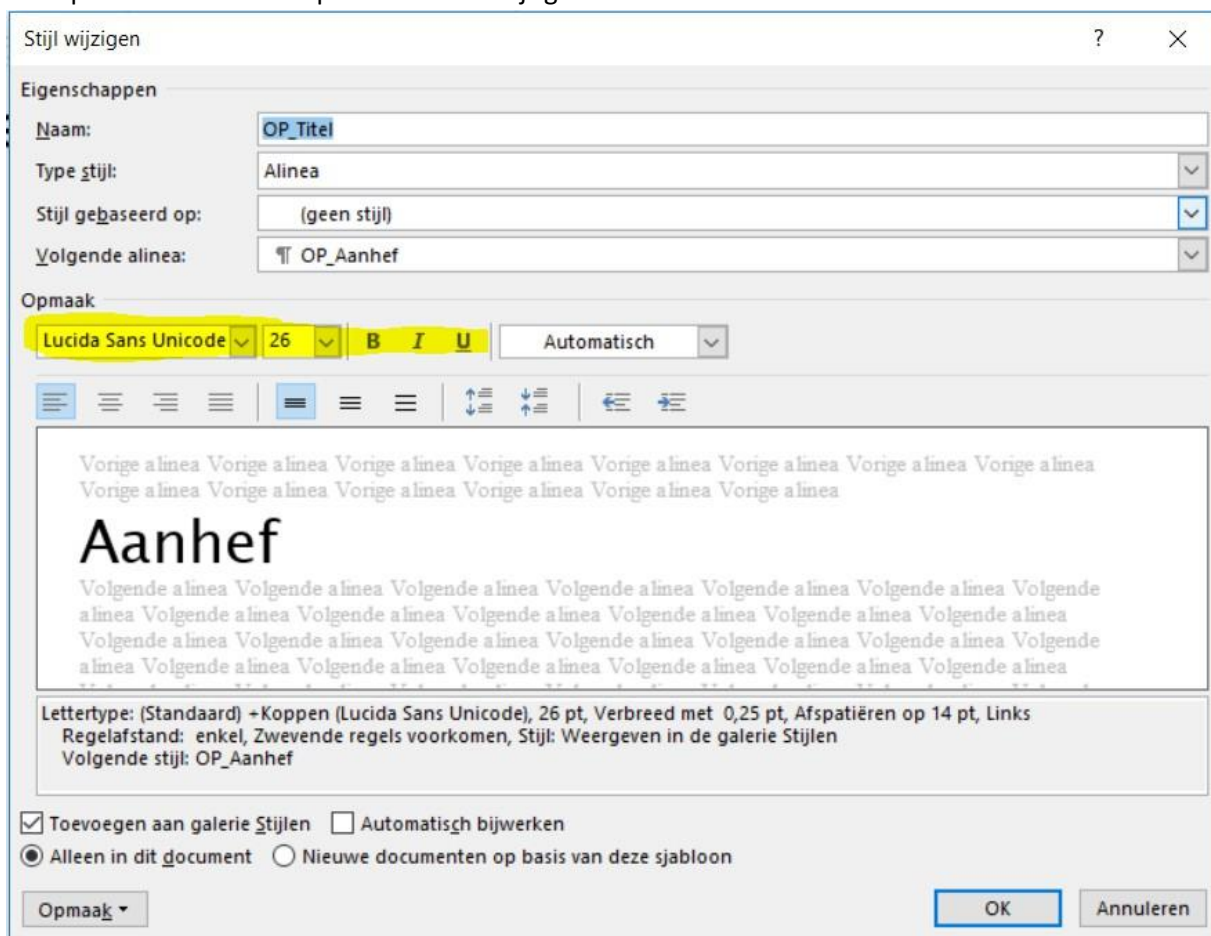 Stijl wijzigen ? ×
Eigenschappen
Naam: OP_Titel
Type stijl: Alinea
Stijl gebaseerd op: (geen stijl)
Volgende alinea: ¶ OP_Aanhef
Opmaak
Lucida Sans Unicode 26 B I U Automatisch
Vorige alinea Vorige alinea Vorige alinea Vorige alinea Vorige alinea Vorige alinea Vorige alinea Vorige alinea
Vorige alinea Vorige alinea Vorige alinea Vorige alinea Vorige alinea Vorige alinea
Aanhef
Volgende alinea Volgende alinea Volgende alinea Volgende alinea Volgende alinea Volgende alinea Volgende
alinea Volgende alinea Volgende alinea Volgende alinea Volgende alinea Volgende alinea Volgende alinea
Volgende alinea Volgende alinea Volgende alinea Volgende alinea Volgende alinea Volgende alinea Volgende
alinea Volgende alinea Volgende alinea Volgende alinea Volgende alinea Volgende alinea Volgende alinea
Lettertype: (Standaard) +Koppen (Lucida Sans Unicode), 26 pt, Verbreed met 0,25 pt, Afspatiëren op 14 pt, Links
Regelafstand: enkel, Zwevende regels voorkomen, Stijl: Weergeven in de galerie Stijlen
Volgende stijl: OP_Aanhef
Toevoegen aan galerie Stijlen Automatisch bijwerken
Alleen in dit document Nieuwe documenten op basis van deze sjabloon
Opmaak OK Annuleren